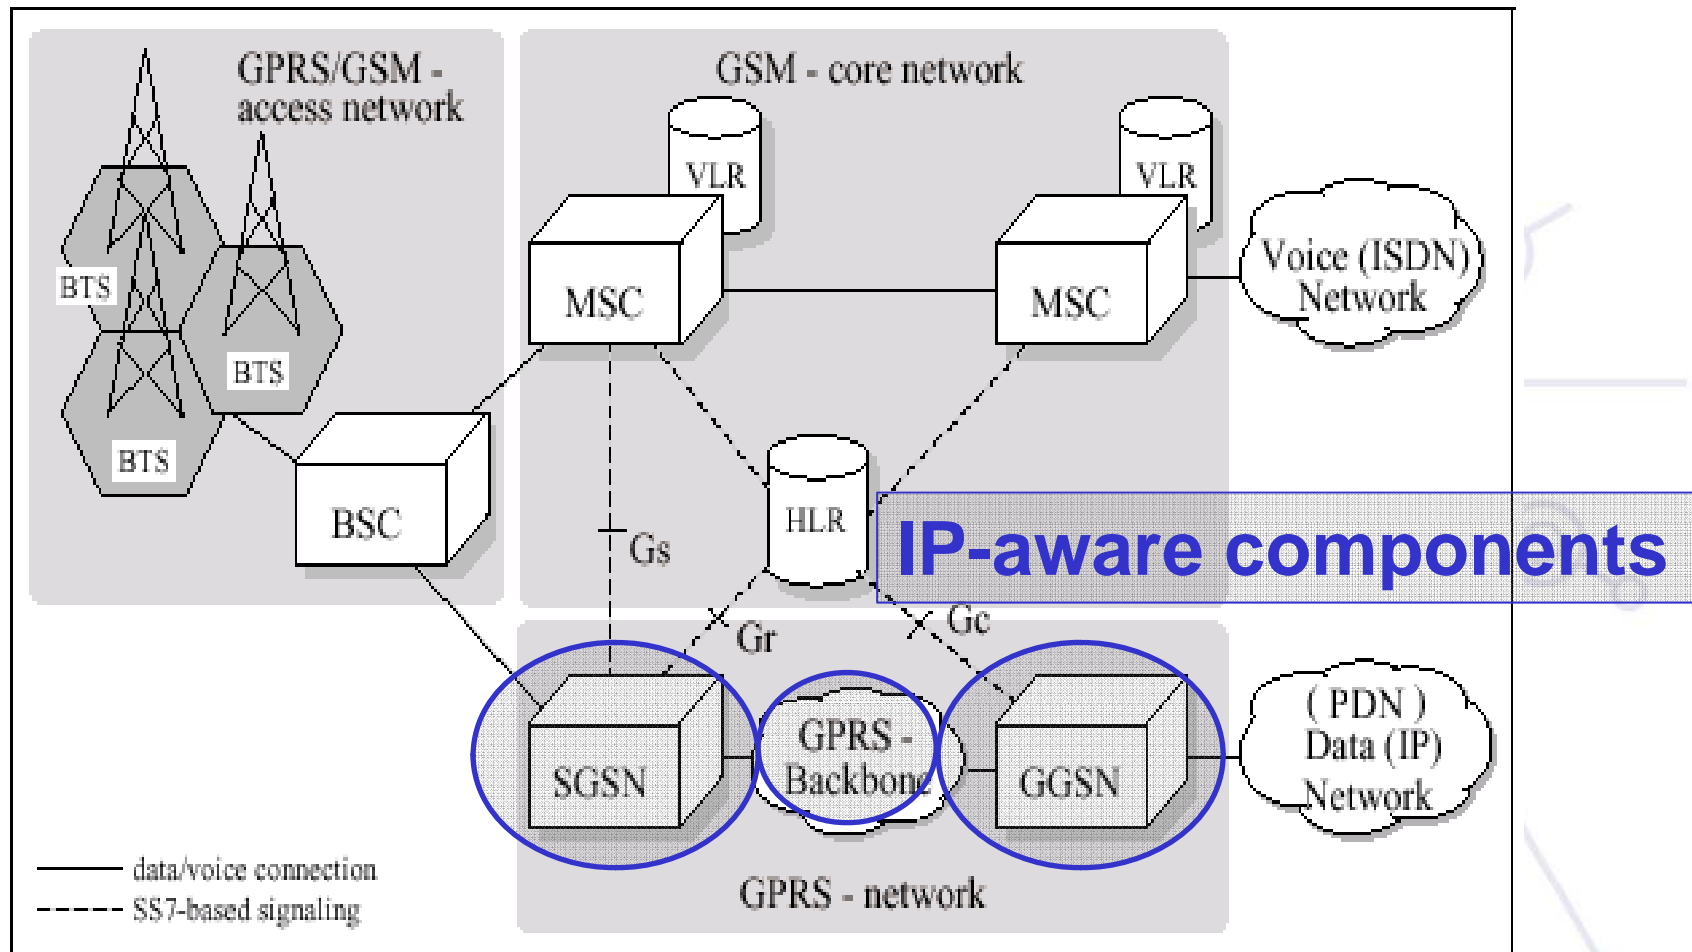 GPRS/GSM -
access network
GSM - core network
VLR
VLR
MSC
MSC
Voice (ISDN)
Network
BTS
BTS
BTS
BSC
HLR
IP-aware components
Gs
Gr
Gc
SGSN
GPRS -
Backbone
GGSN
( PDN )
Data (IP)
Network
data/voice connection
SS7-based signaling
GPRS - network